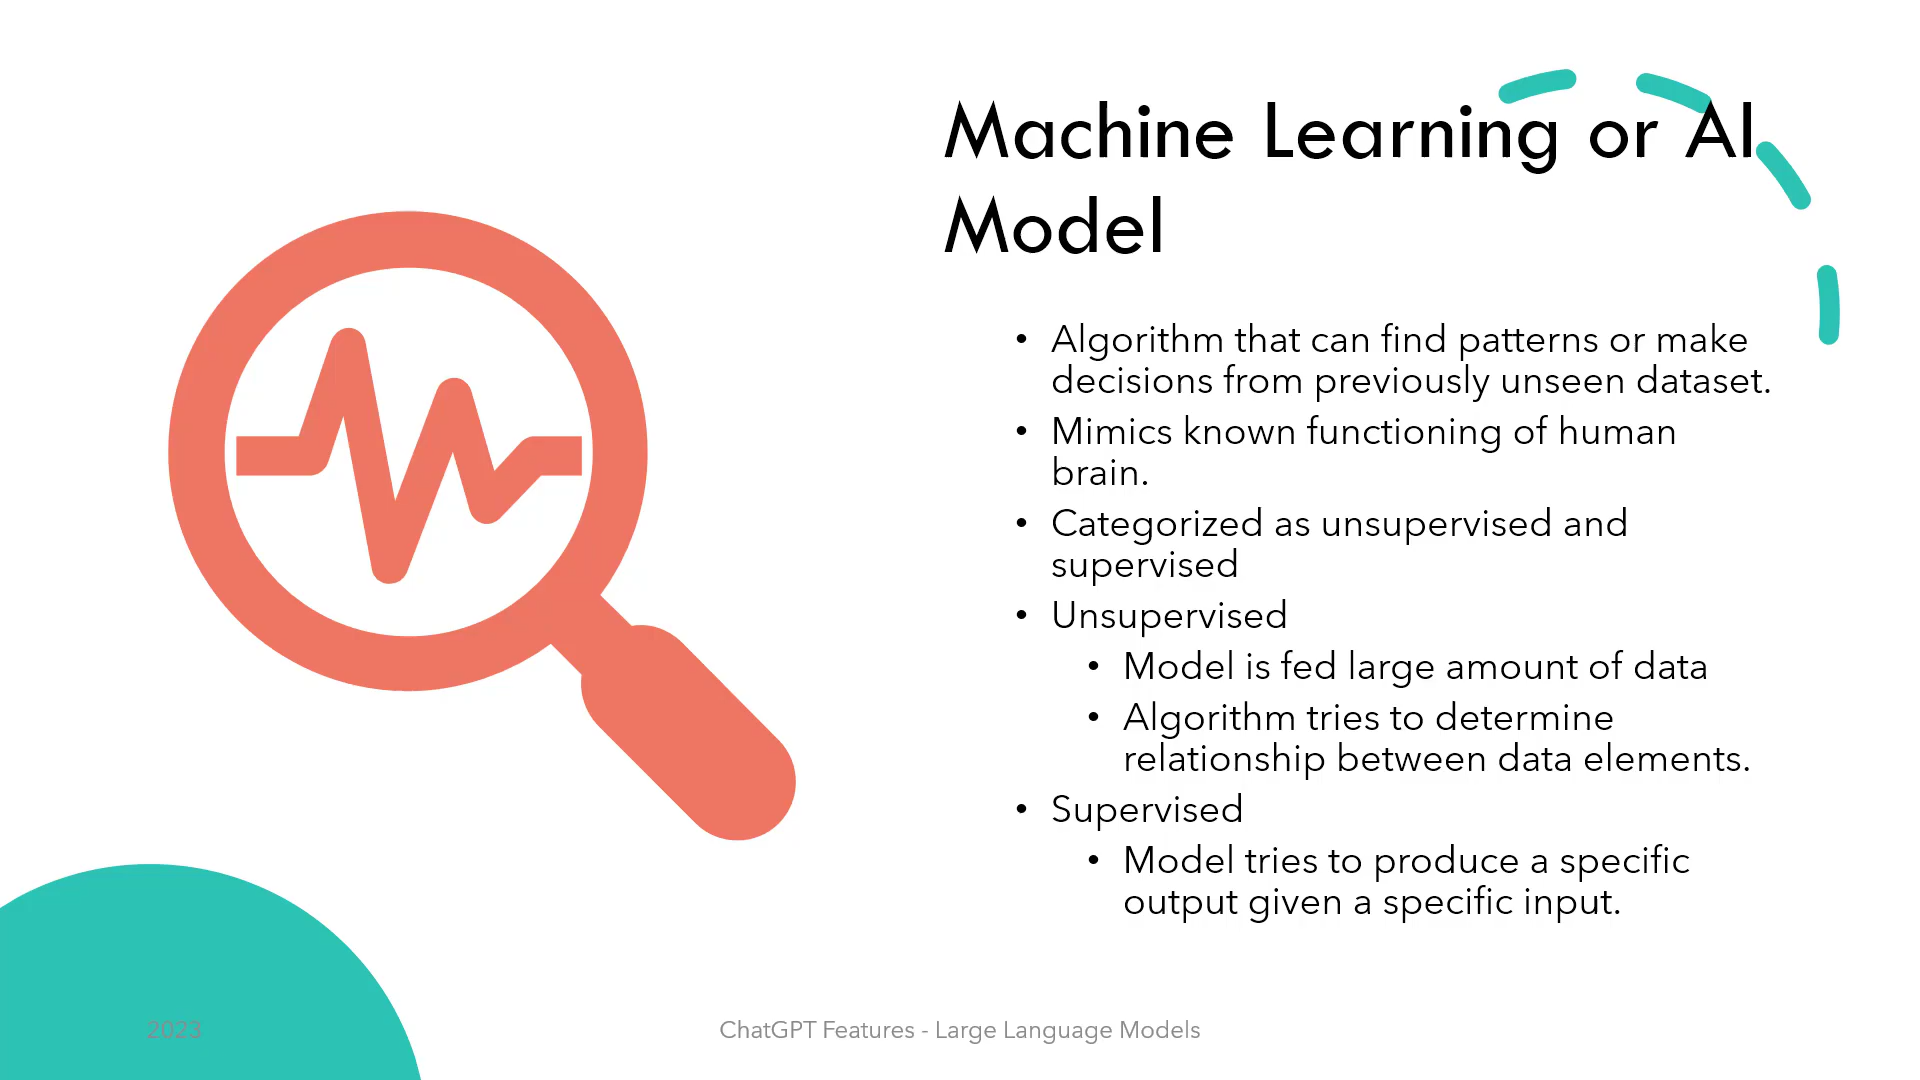 Machine Learning or AI
Model
• Algorithm that can find patterns or make
decisions from previously unseen dataset.
• Mimics known functioning of human
brain.
• Categorized as unsupervised and
supervised
• Unsupervised
• Model is fed large amount of data
• Algorithm tries to determine
relationship between data elements.
• Supervised
• Model tries to produce a specific
output given a specific input.
2023
ChatGPT Features - Large Language Models